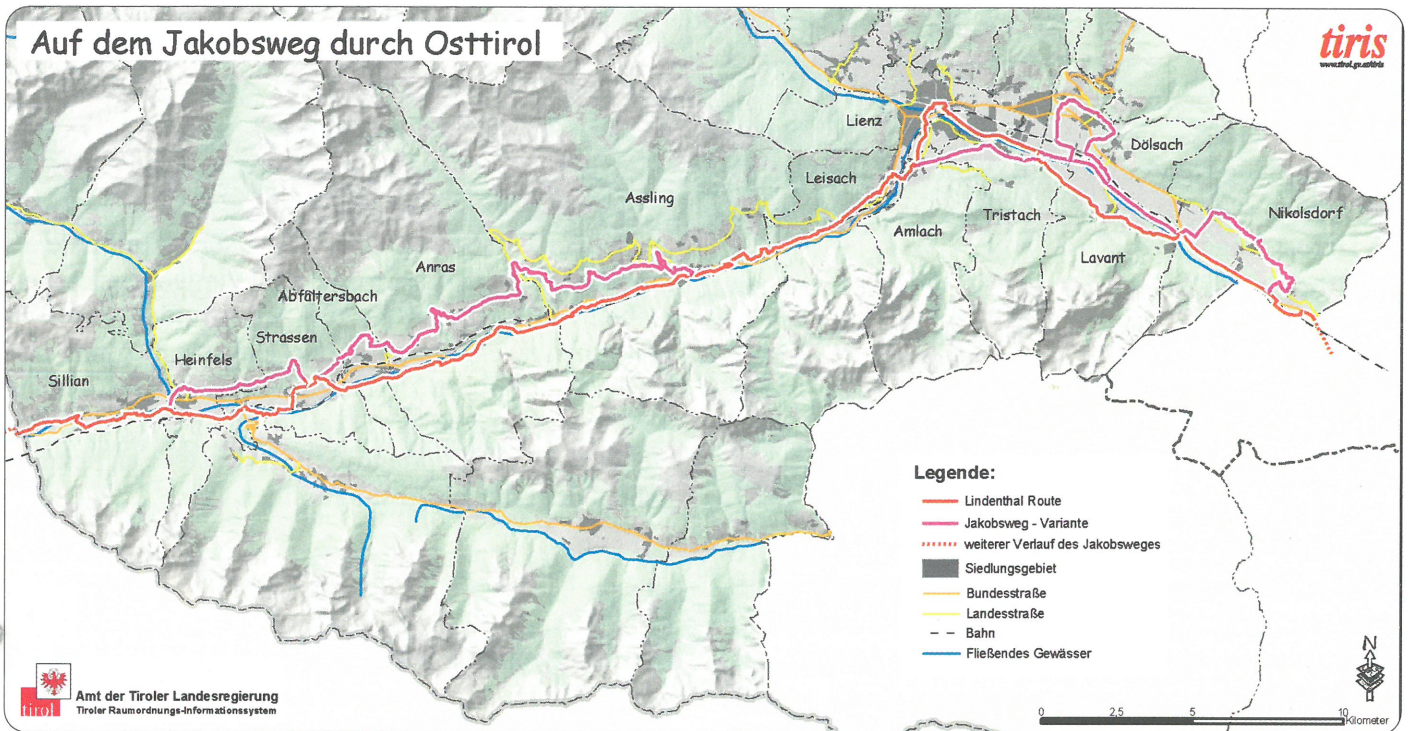 Auf dem Jakobsweg durch Osttirol
tiris
www.tirol.gv.at/tiris
Lienz
Dölsach
Leisach
Assling
Nikolsdorf
Tristach
Amlach
Lavant
Anras
Abfaltersbach
Strassen
Heinfels
Sillian
Legende:
Lindenthal Route
Jakobsweg - Variante
weiterer Verlauf des Jakobsweges
Siedlungsgebiet
Bundesstraße
Landesstraße
Bahn
Fließendes Gewässer
N
tirol
Amt der Tiroler Landesregierung
Tiroler Raumordnungs-Informationssystem
0 2,5 5 10
Kilometer